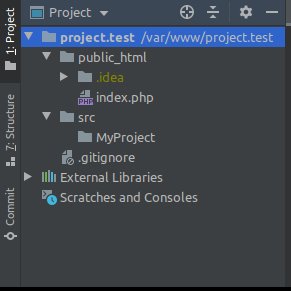 Project
1: Project
7: Structure
Commit
project.test /var/www/project.test
public_html
.idea
PHP index.php
src
MyProject
.gitignore
External Libraries
Scratches and Consoles